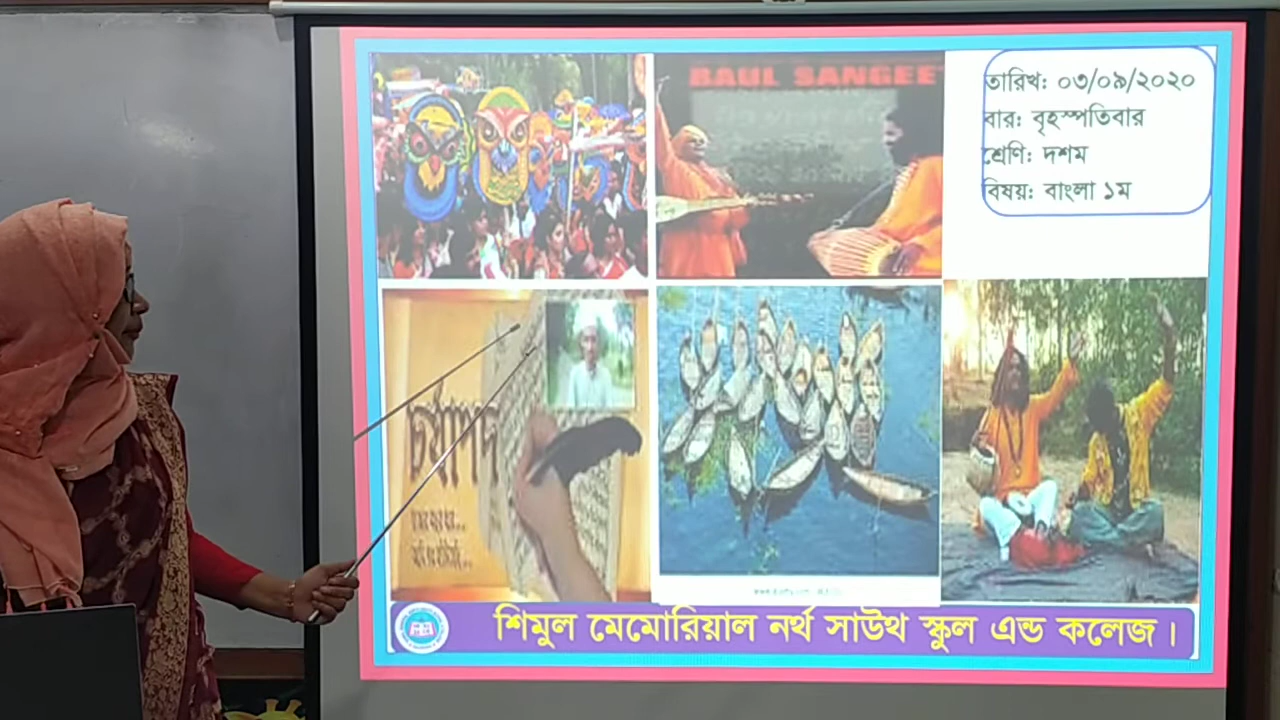 BAUL SANGEE
তারিখ: ০৩/০৯/২০২০
বার: বৃহস্পতিবার
শ্রেণি: দশম
বিষয়: বাংলা ১ম
চর্যাপদ
শিমুল মেমোরিয়াল নর্থ সাউথ স্কুল এন্ড কলেজ।